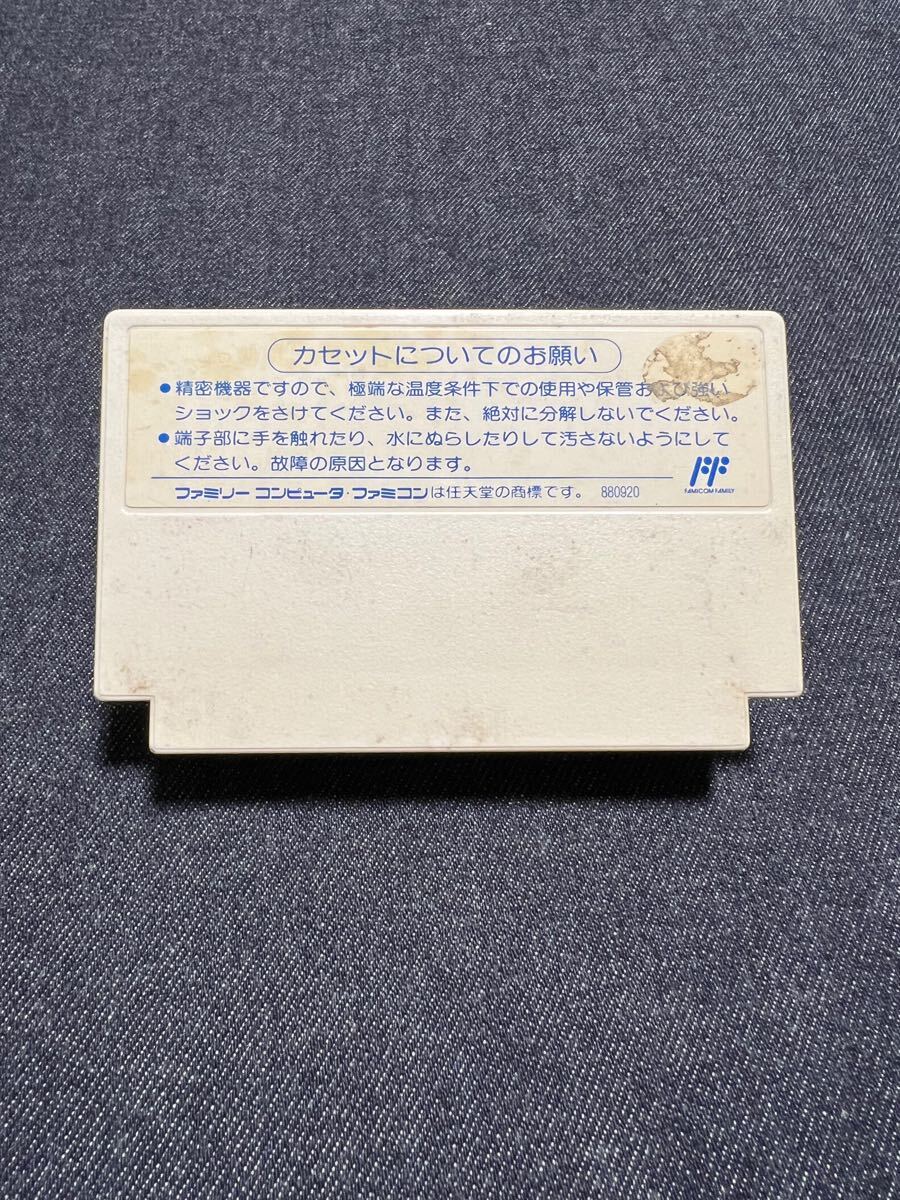 カセットについてのお願い
●精密機器ですので、極端な温度条件下での使用や保管および強い
ショックをさけてください。また、絶対に分解しないでください。
●端子部に手を触れたり、水にぬらしたりして汚さないようにして
ください。故障の原因となります。
ファミリー コンピュータ・ファミコンは任天堂の商標です。 880920
FAMICOM FAMILY